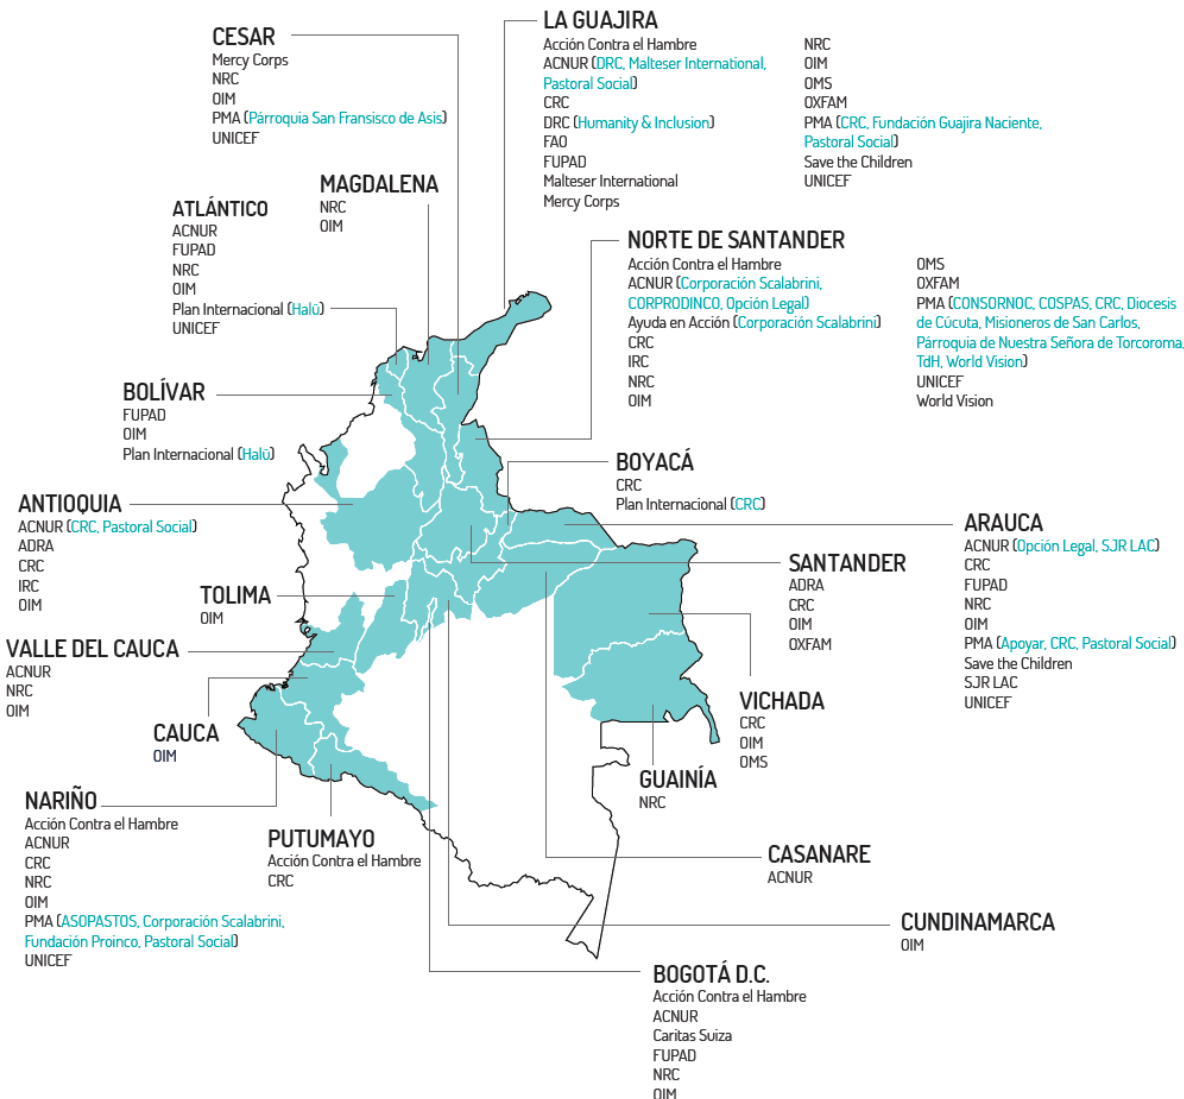 LA GUAJIRA
Acción Contra el Hambre
ACNUR (DRC, Malteser International,
Pastoral Social)
CRC
DRC (Humanity & Inclusion)
FAO
FUPAD
Malteser International
Mercy Corps
NRC
OIM
OMS
OXFAM
PMA (CRC, Fundación Guajira Naciente,
Pastoral Social)
Save the Children
UNICEF
CESAR
Mercy Corps
NRC
OIM
PMA (Párroquia San Fransisco de Asis)
UNICEF
MAGDALENA
NRC
OIM
ATLÁNTICO
ACNUR
FUPAD
NRC
OIM
Plan Internacional (Halü)
UNICEF
NORTE DE SANTANDER
Acción Contra el Hambre
ACNUR (Corporación Scalabrini,
CORPRODINCO, Opción Legal)
Ayuda en Acción (Corporación Scalabrini)
CRC
IRC
NRC
OIM
OMS
OXFAM
PMA (CONSORNOC, COSPAS, CRC, Diocesis
de Cúcuta, Misioneros de San Carlos,
Párroquia de Nuestra Señora de Torcoroma,
TdH, World Vision)
UNICEF
World Vision
BOLÍVAR
FUPAD
OIM
Plan Internacional (Halü)
BOYACÁ
CRC
Plan Internacional (CRC)
ANTIOQUIA
ACNUR (CRC, Pastoral Social)
ADRA
CRC
IRC
OIM
ARAUCA
ACNUR (Opción Legal, SJR LAC)
CRC
FUPAD
NRC
OIM
PMA (Apoyar, CRC, Pastoral Social)
Save the Children
SJR LAC
UNICEF
SANTANDER
ADRA
CRC
OIM
OXFAM
TOLIMA
OIM
VALLE DEL CAUCA
ACNUR
NRC
OIM
VICHADA
CRC
OIM
OMS
CAUCA
OIM
GUAINÍA
NRC
NARIÑO
Acción Contra el Hambre
ACNUR
CRC
NRC
OIM
PMA (ASOPASTOS, Corporación Scalabrini,
Fundación Proinco, Pastoral Social)
UNICEF
PUTUMAYO
Acción Contra el Hambre
CRC
CASANARE
ACNUR
CUNDINAMARCA
OIM
BOGOTÁ D.C.
Acción Contra el Hambre
ACNUR
Caritas Suiza
FUPAD
NRC
OIM